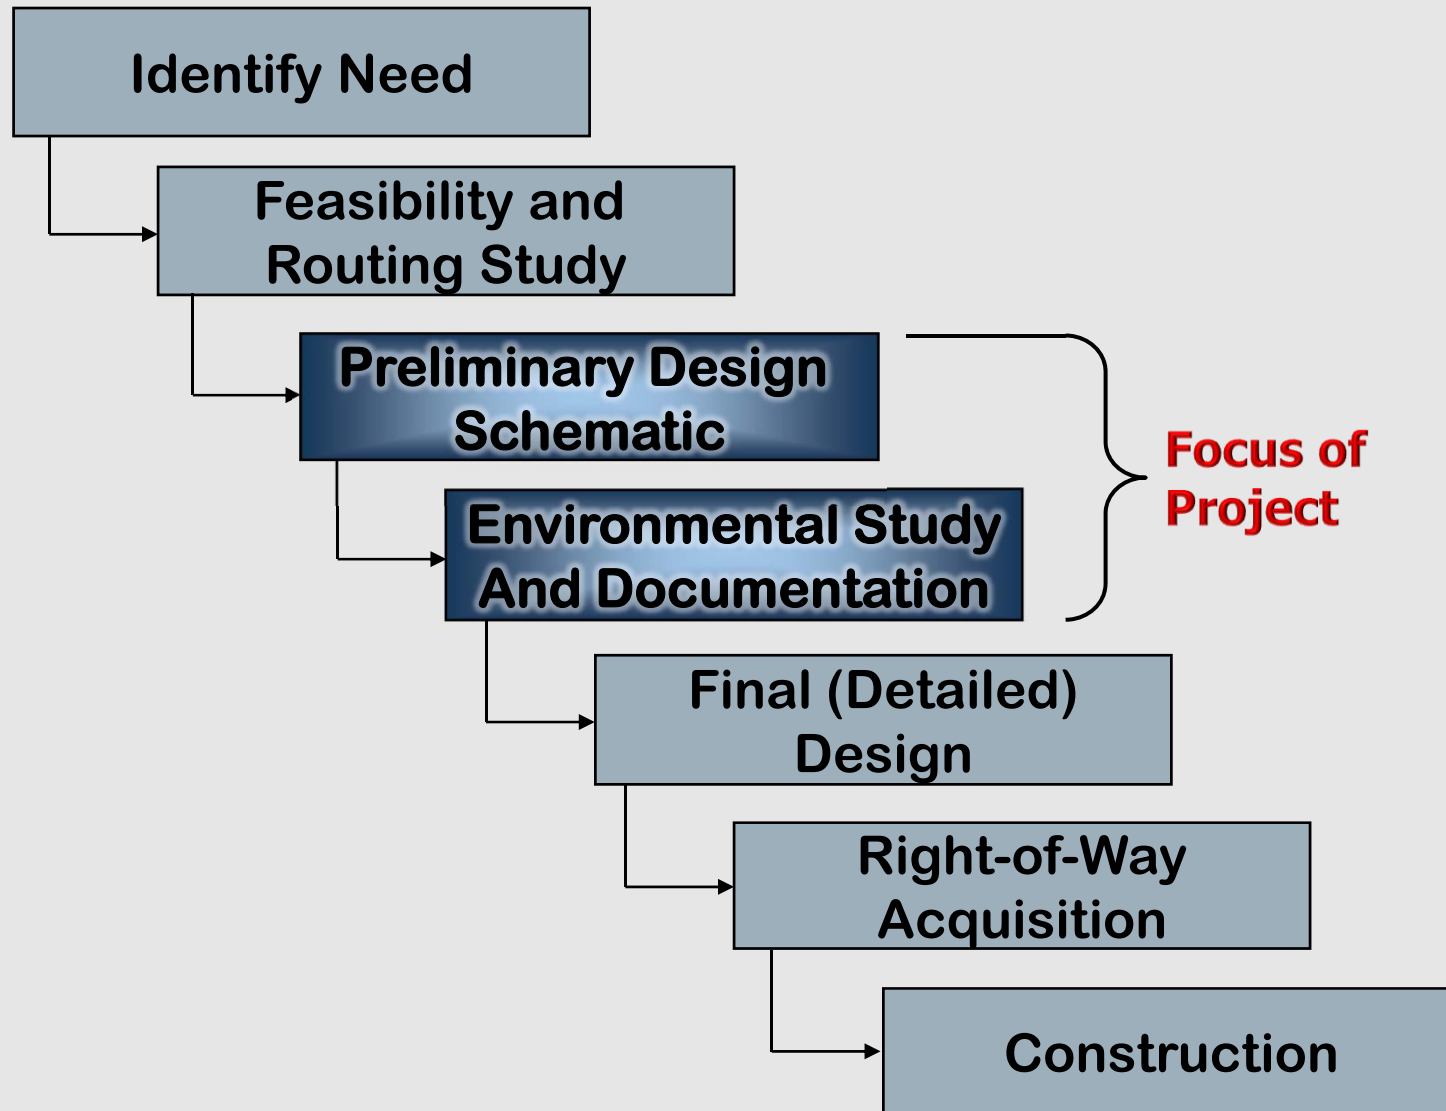 Identify Need
Feasibility and
Routing Study
Preliminary Design
Schematic
Environmental Study
And Documentation
Focus of
Project
Final (Detailed)
Design
Right-of-Way
Acquisition
Construction